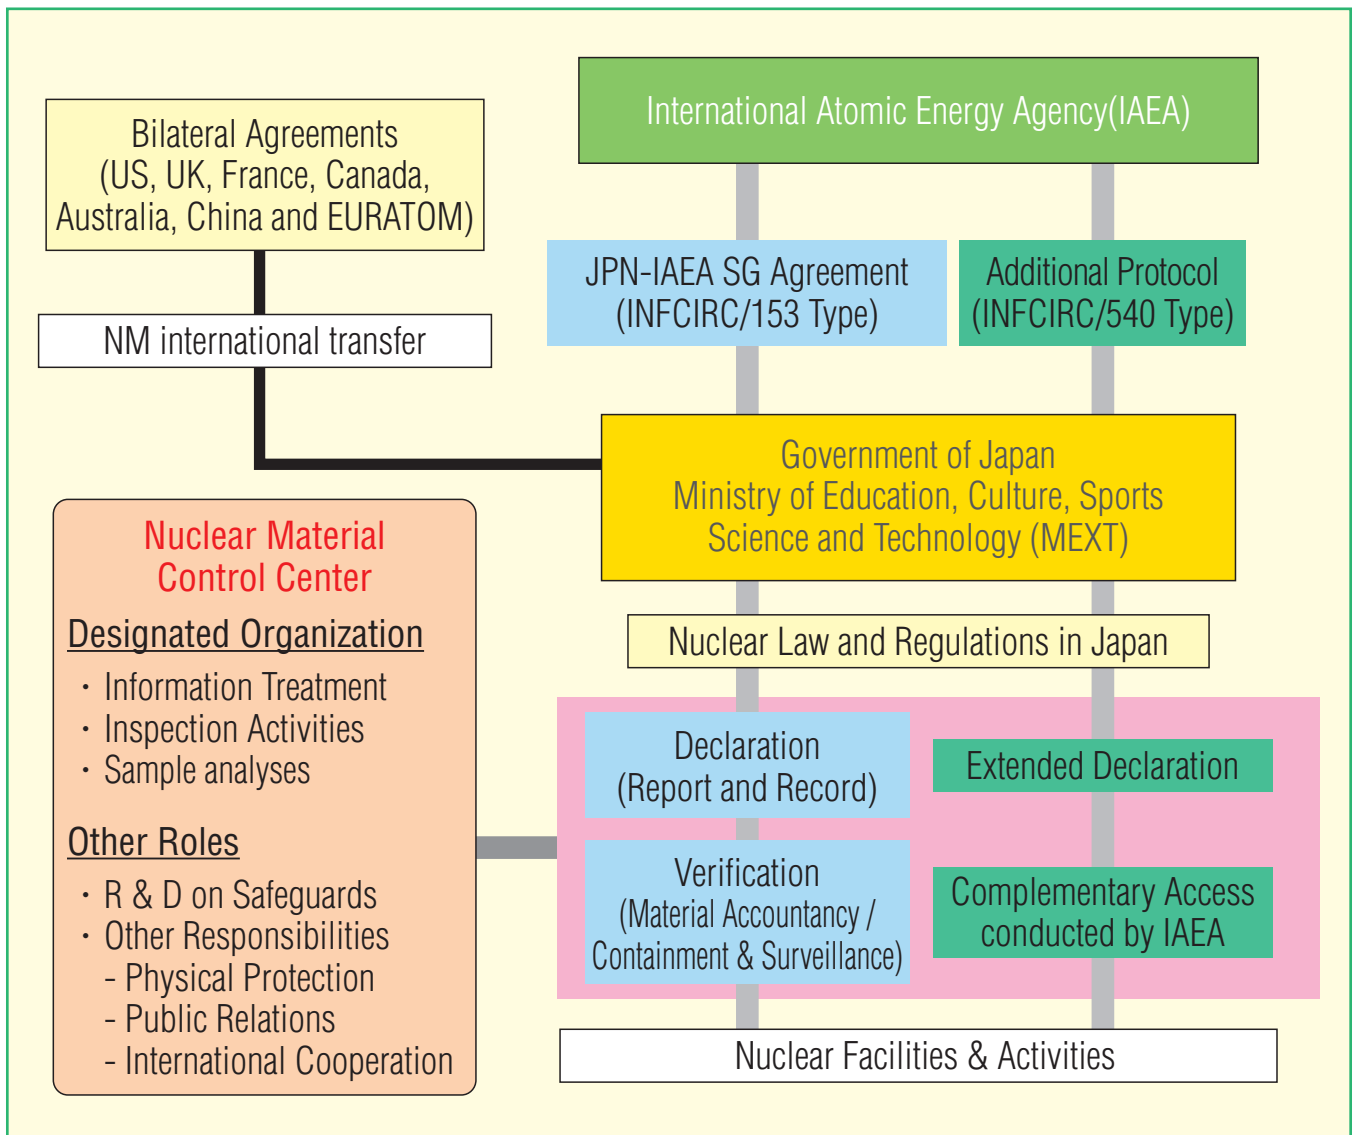 International Atomic Energy Agency(IAEA)
Bilateral Agreements
(US, UK, France, Canada,
Australia, China and EURATOM)
JPN-IAEA SG Agreement
(INFCIRC/153 Type)
Additional Protocol
(INFCIRC/540 Type)
NM international transfer
Government of Japan
Ministry of Education, Culture, Sports
Science and Technology (MEXT)
Nuclear Material
Control Center
Designated Organization
・ Information Treatment
・ Inspection Activities
・ Sample analyses
Other Roles
・ R & D on Safeguards
・ Other Responsibilities
- Physical Protection
- Public Relations
- International Cooperation
Nuclear Law and Regulations in Japan
Declaration
(Report and Record)
Extended Declaration
Verification
(Material Accountancy /
Containment & Surveillance)
Complementary Access
conducted by IAEA
Nuclear Facilities & Activities